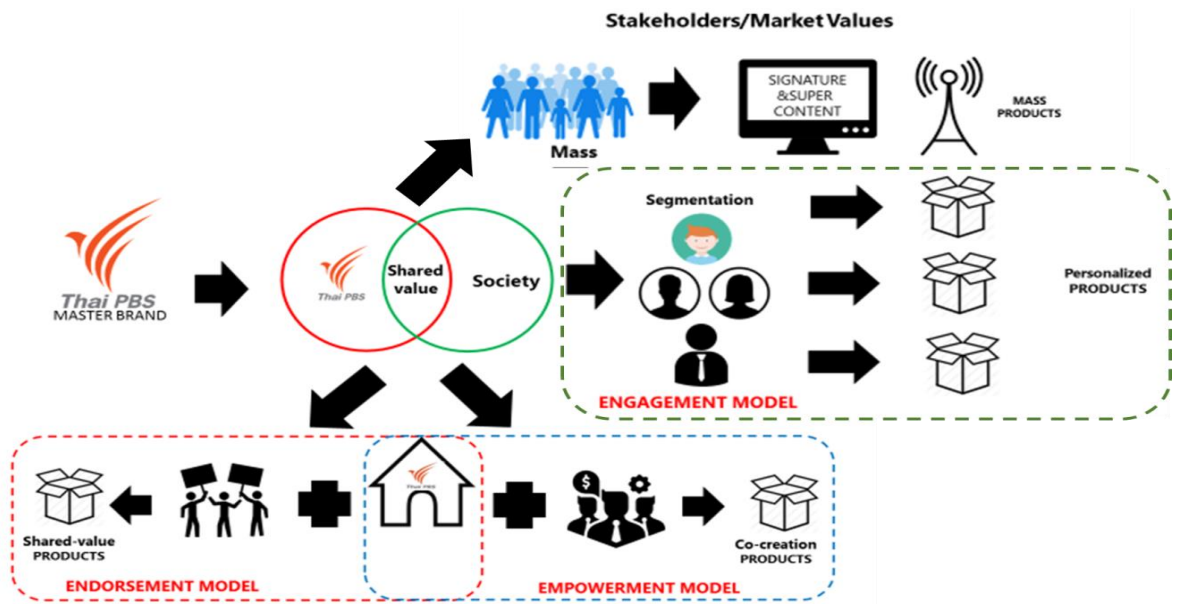 Stakeholders/Market Values
SIGNATURE
&SUPER
CONTENT
MASS
PRODUCTS
Mass
Segmentation
Personalized
PRODUCTS
ENGAGEMENT MODEL
Thai PBS
MASTER BRAND
Thai PBS
Shared
value
Society
Thai PBS
$
Shared-value
PRODUCTS
ENDORSEMENT MODEL
Co-creation
PRODUCTS
EMPOWERMENT MODEL